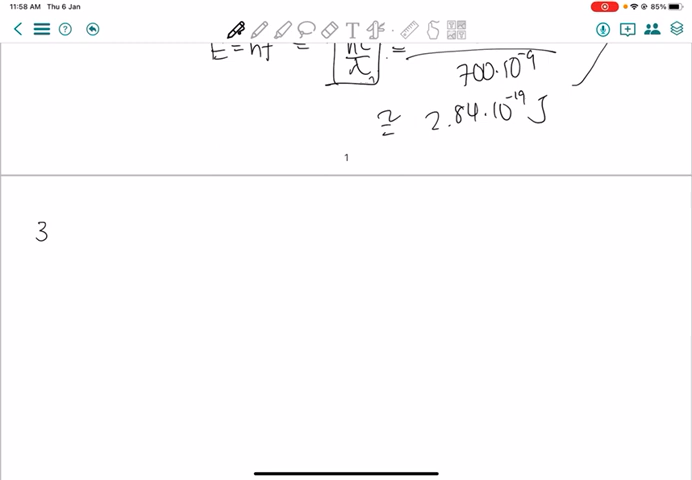 11:58 AM Thu 6 Jan 85%
E = hf = hc/λ =
700·10⁻⁹
≅ 2.84·10⁻¹⁹ J
1
3